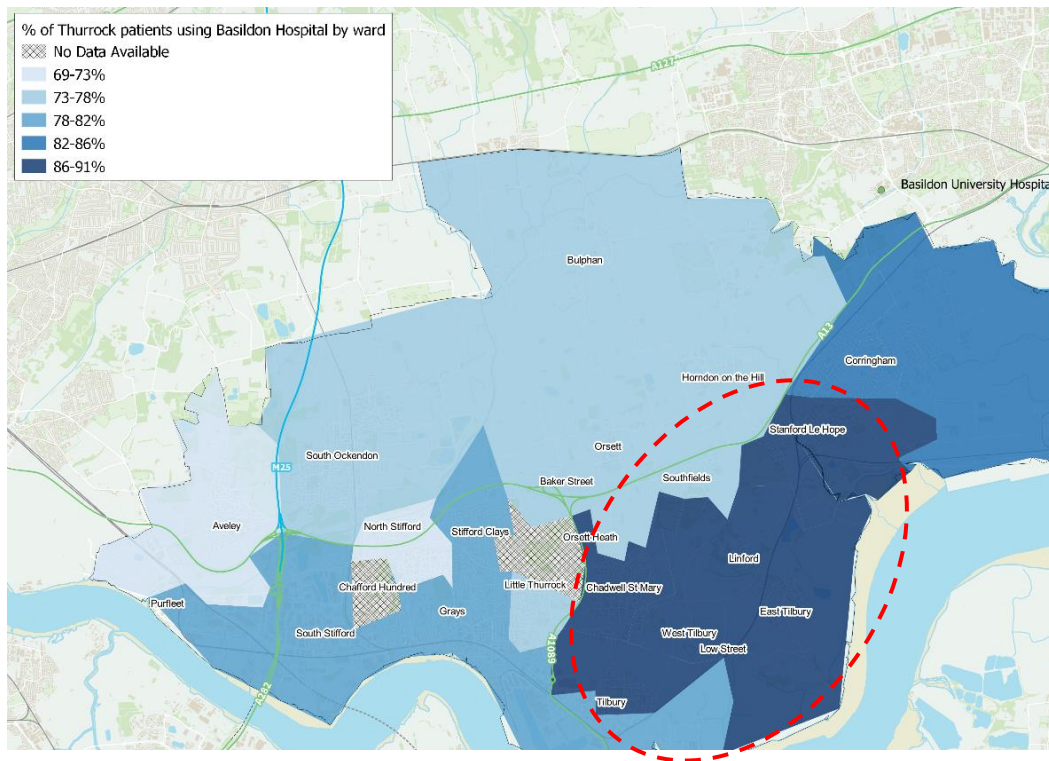 % of Thurrock patients using Basildon Hospital by ward
No Data Available
69-73%
73-78%
78-82%
82-86%
86-91%
A127
Basildon University Hospital
Bulphan
A13
Corringham
Horndon on the Hill
Stanford Le Hope
Orsett
South Ockendon
M25
Southfields
Baker Street
Aveley
North Stifford
Stifford Clays
Orsett Heath
Linford
Chafford Hundred
Little Thurrock
Chadwell St Mary
Purfleet
Grays
East Tilbury
South Stifford
West Tilbury
A1089
Low Street
A282
Tilbury